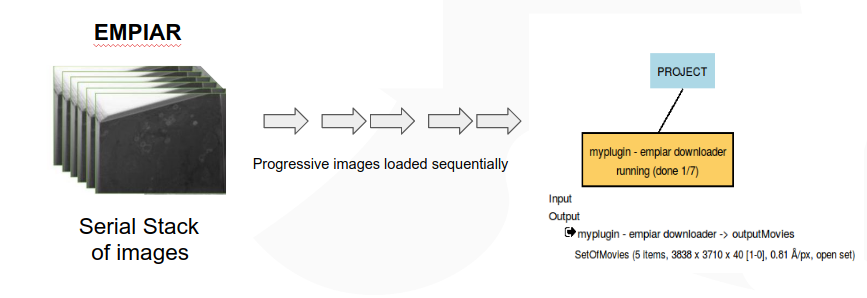 EMPIAR
Serial Stack
of images
Progressive images loaded sequentially
PROJECT
myplugin - empiar downloader
running (done 1/7)
Input
Output
myplugin - empiar downloader -> outputMovies
SetOfMovies (5 items, 3838 x 3710 x 40 [1-0], 0.81 Å/px, open set)